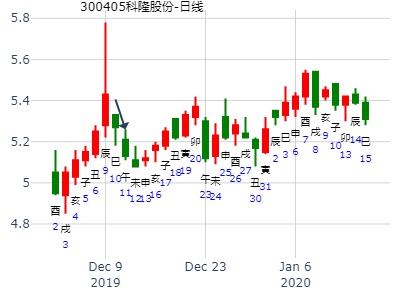 300405科隆股份-日线
5.8
5.6
5.4
5.2
5
4.8
酉 2
戌 3
亥 4
子 5
丑 6
辰 9
巳 10
午 11
未 12
申 13
亥 16
子 17
丑 18
寅 19
卯 20
午 23
未 24
申 25
酉 26
戌 27
丑 30
寅 31
辰 2
巳 3
申 6
酉 7
戌 8
亥 9
子 10
卯 13
辰 14
巳 15
Dec 9 Dec 23 Jan 6
2019 2020